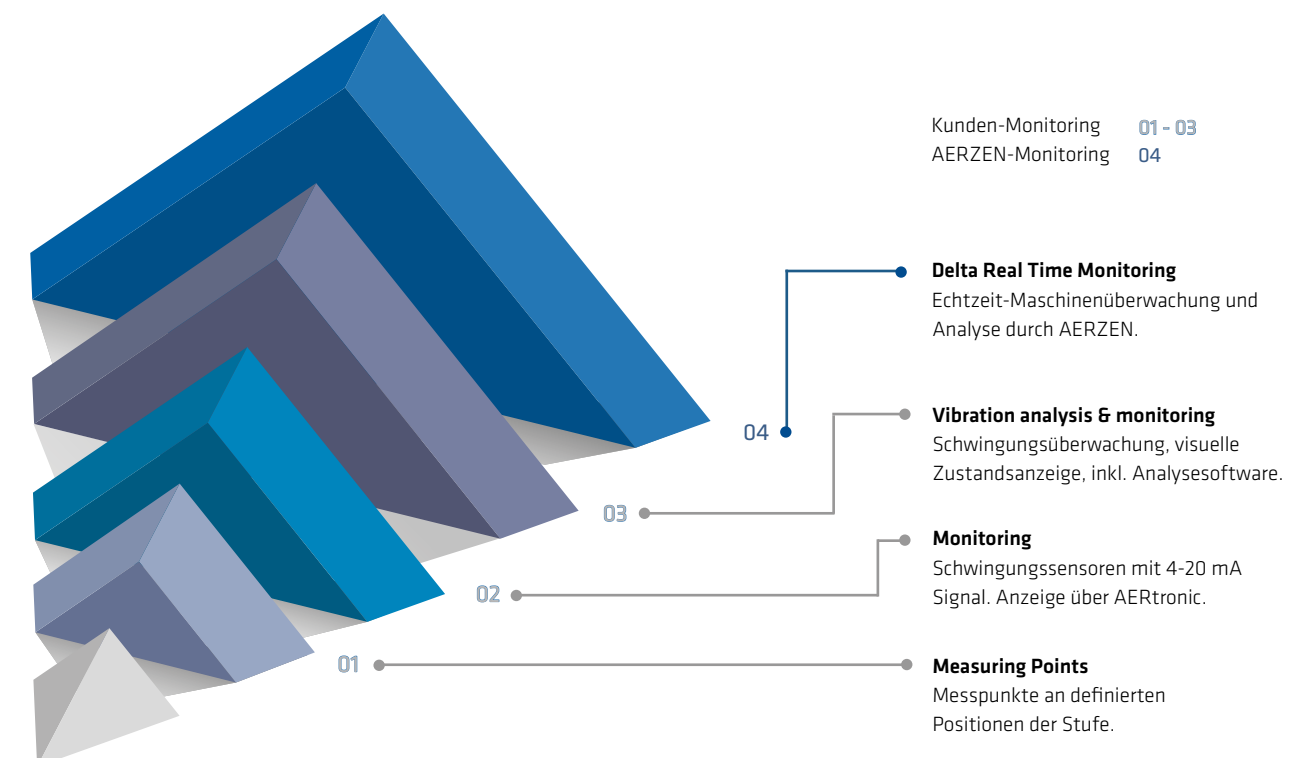 Kunden-Monitoring 01 - 03
AERZEN-Monitoring 04
Delta Real Time Monitoring
Echtzeit-Maschinenüberwachung und
Analyse durch AERZEN.
04
Vibration analysis & monitoring
Schwingungsüberwachung, visuelle
Zustandsanzeige, inkl. Analysesoftware.
03
Monitoring
Schwingungssensoren mit 4-20 mA
Signal. Anzeige über AERtronic.
02
Measuring Points
Messpunkte an definierten
Positionen der Stufe.
01